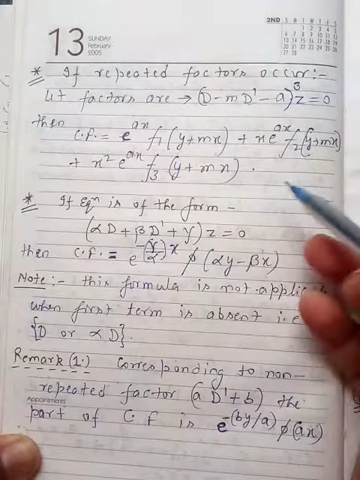 2ND S M T W T F S
13 SUNDAY
February
2005
* If repeated factors occur:-
Let factors are → (D - mD' - a)³z = 0
then
C.F. = e^{ax} f₁(y+mx) + x e^{ax} f₂(y+mx)
+ x² e^{ax} f₃(y+mx).
* If Eqⁿ is of the form -
(αD + βD' + γ)z = 0
then C.F. = e^{-(γ/α)x} ϕ(αy - βx)
Note:- this formula is not applic
when first term is absent i.e
{D or αD}.
Remark (1:) Corresponding to non-
repeated factor (aD' + b) the
Appointments
part of C.F is e^{-(by/a)} ϕ(ax)